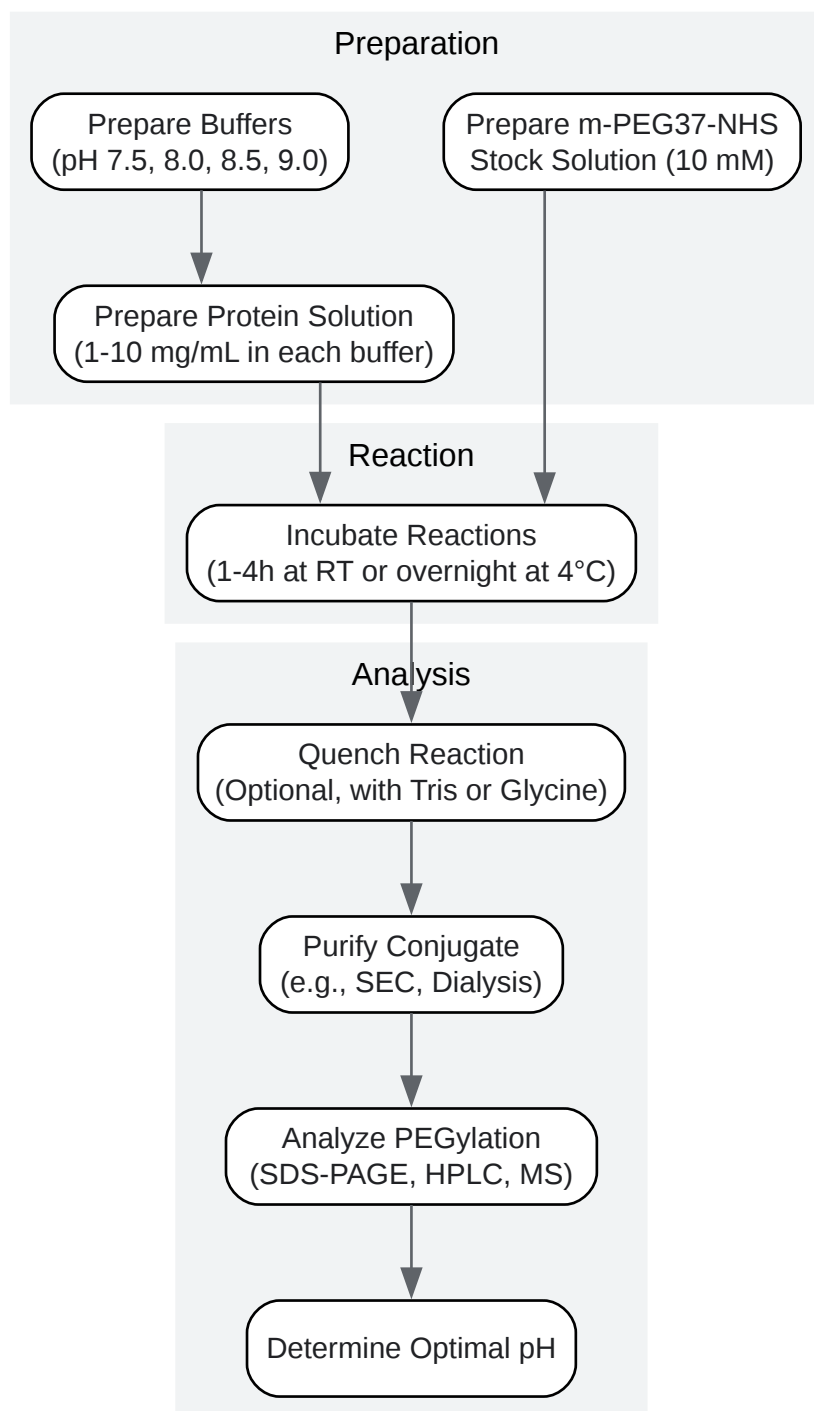 Preparation
Prepare Buffers
(pH 7.5, 8.0, 8.5, 9.0)
Prepare m-PEG37-NHS
Stock Solution (10 mM)
Prepare Protein Solution
(1-10 mg/mL in each buffer)
Reaction
Incubate Reactions
(1-4h at RT or overnight at 4°C)
Analysis
Quench Reaction
(Optional, with Tris or Glycine)
Purify Conjugate
(e.g., SEC, Dialysis)
Analyze PEGylation
(SDS-PAGE, HPLC, MS)
Determine Optimal pH